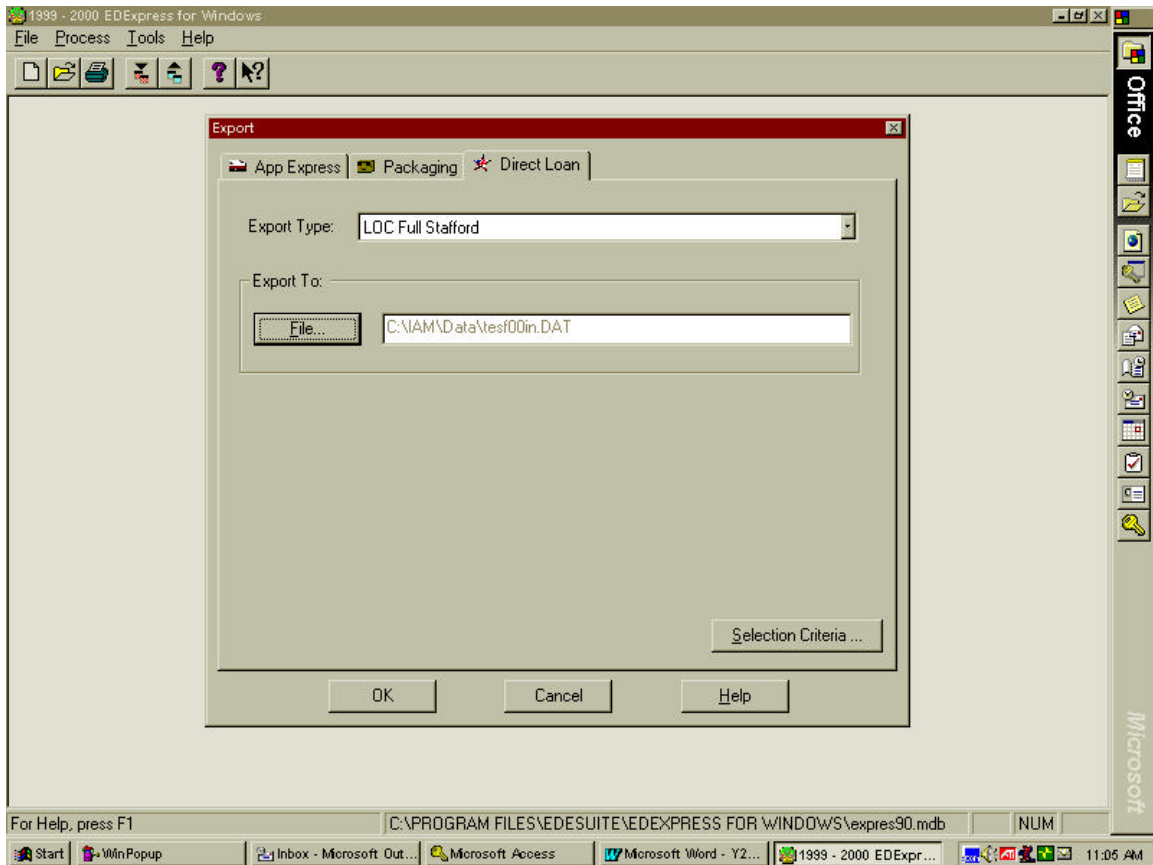 1999 - 2000 EDExpress for Windows
File Process Tools Help
Office
Export
App Express Packaging Direct Loan
Export Type: LOC Full Stafford
Export To:
File... C:\IAM\Data\tesf00in.DAT
Selection Criteria ...
OK Cancel Help
Microsoft
For Help, press F1 C:\PROGRAM FILES\EDESUITE\EDEXPRESS FOR WINDOWS\expres90.mdb NUM
Start WinPopup Inbox - Microsoft Out... Microsoft Access Microsoft Word - Y2... 1999 - 2000 EDExpr... 11:05 AM